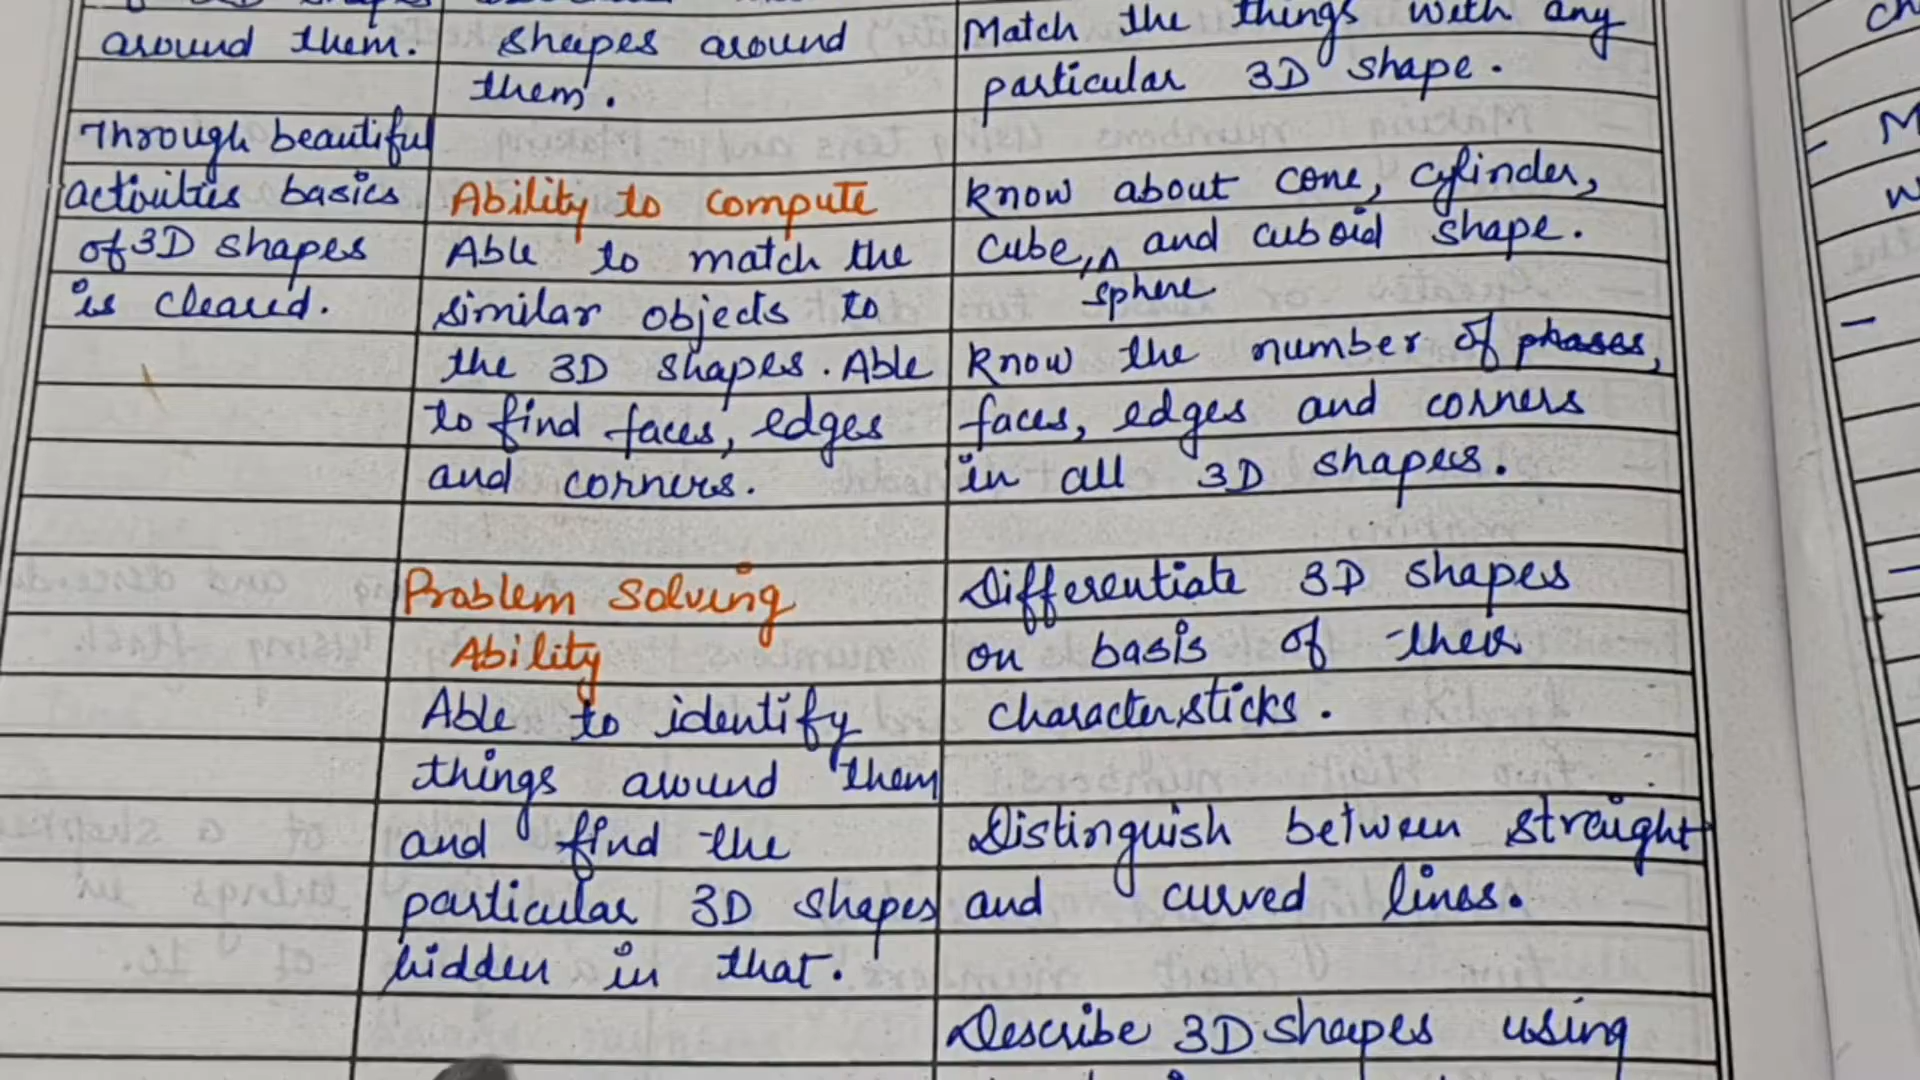 around them.
Through beautiful
activities basics
of 3D shapes
is cleared.
shapes around
them.
Ability to compute
Able to match the
similar objects to
the 3D shapes. Able
to find faces, edges
and corners.
Problem Solving
Ability
Able to identify
things around them
and find the
particular 3D shapes
hidden in that.
Match the things with any
particular 3D shape.
know about cone, cylinder,
cube, ^ and cuboid shape.
sphere
know the number of phases,
faces, edges and corners
in all 3D shapes.
Differentiate 3D shapes
on basis of their
characteristicks.
Distinguish between straight
and curved lines.
Describe 3D shapes using